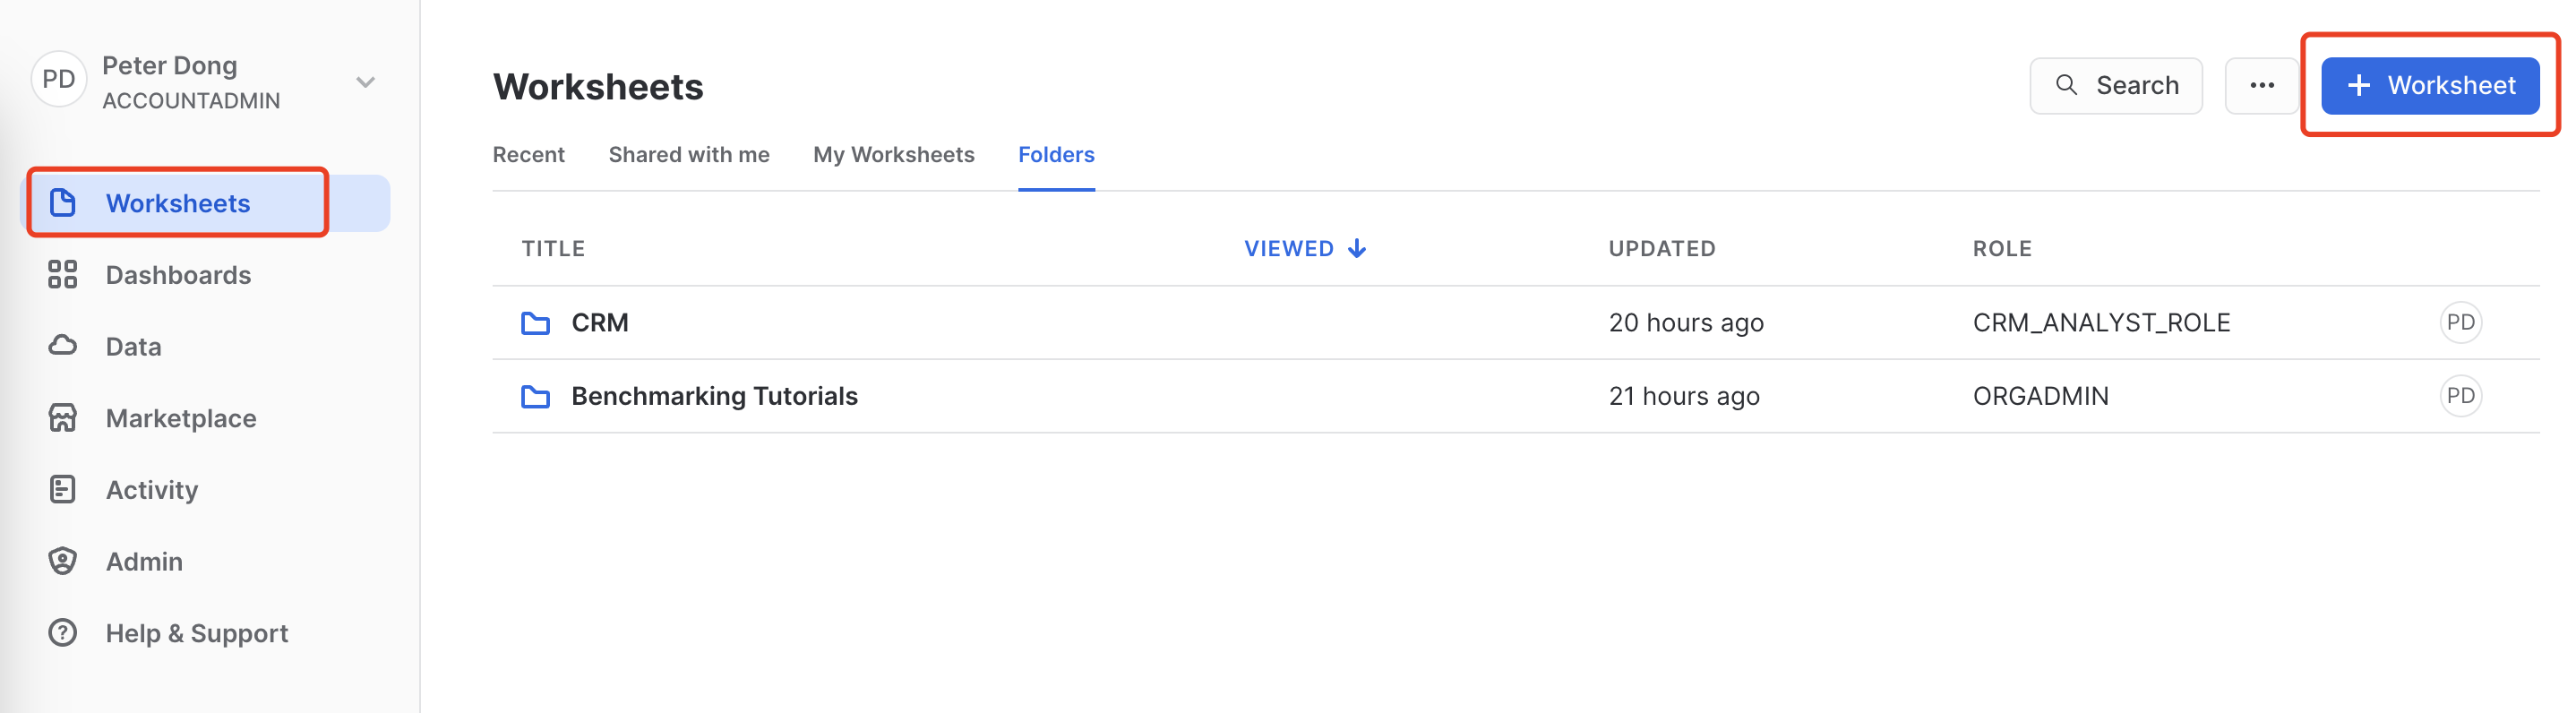 PD
Peter Dong
ACCOUNTADMIN
Worksheets
Dashboards
Data
Marketplace
Activity
Admin
Help & Support
Worksheets
Search
Worksheet
Recent Shared with me My Worksheets Folders
TITLE VIEWED UPDATED ROLE
CRM 20 hours ago CRM_ANALYST_ROLE PD
Benchmarking Tutorials 21 hours ago ORGADMIN PD